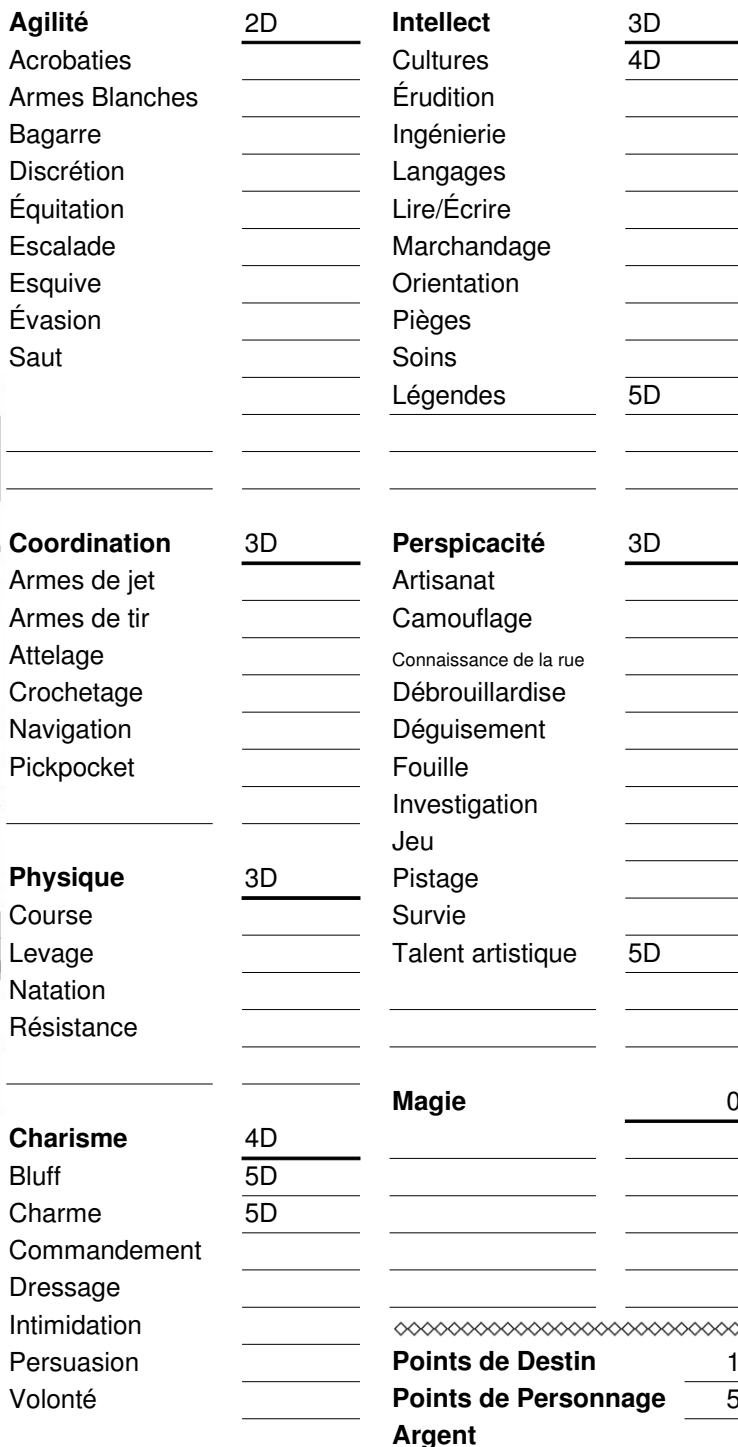 Agilité 2D
Acrobaties
Armes Blanches
Bagarre
Discrétion
Équitation
Escalade
Esquive
Évasion
Saut
Coordination 3D
Armes de jet
Armes de tir
Attelage
Crochetage
Navigation
Pickpocket
Physique 3D
Course
Levage
Natation
Résistance
Charisme 4D
Bluff 5D
Charme 5D
Commandement
Dressage
Intimidation
Persuasion
Volonté
Intellect 3D
Cultures 4D
Érudition
Ingénierie
Langages
Lire/Écrire
Marchandage
Orientation
Pièges
Soins
Légendes 5D
Perspicacité 3D
Artisanat
Camouflage
Connaissance de la rue
Débrouillardise
Déguisement
Fouille
Investigation
Jeu
Pistage
Survie
Talent artistique 5D
Magie 0
Points de Destin 1
Points de Personnage 5
Argent